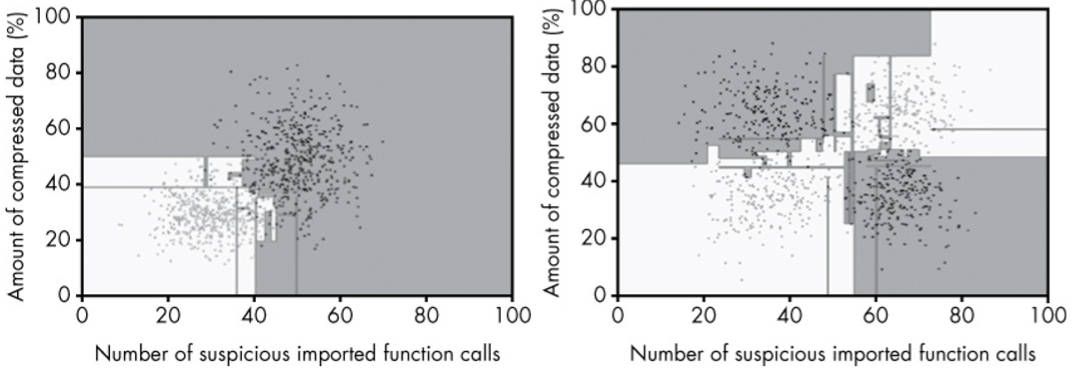 Amount of compressed data (%)
100
80
60
40
20
0
0 20 40 60 80 100
Number of suspicious imported function calls
Amount of compressed data (%)
100
80
60
40
20
0
0 20 40 60 80 100
Number of suspicious imported function calls